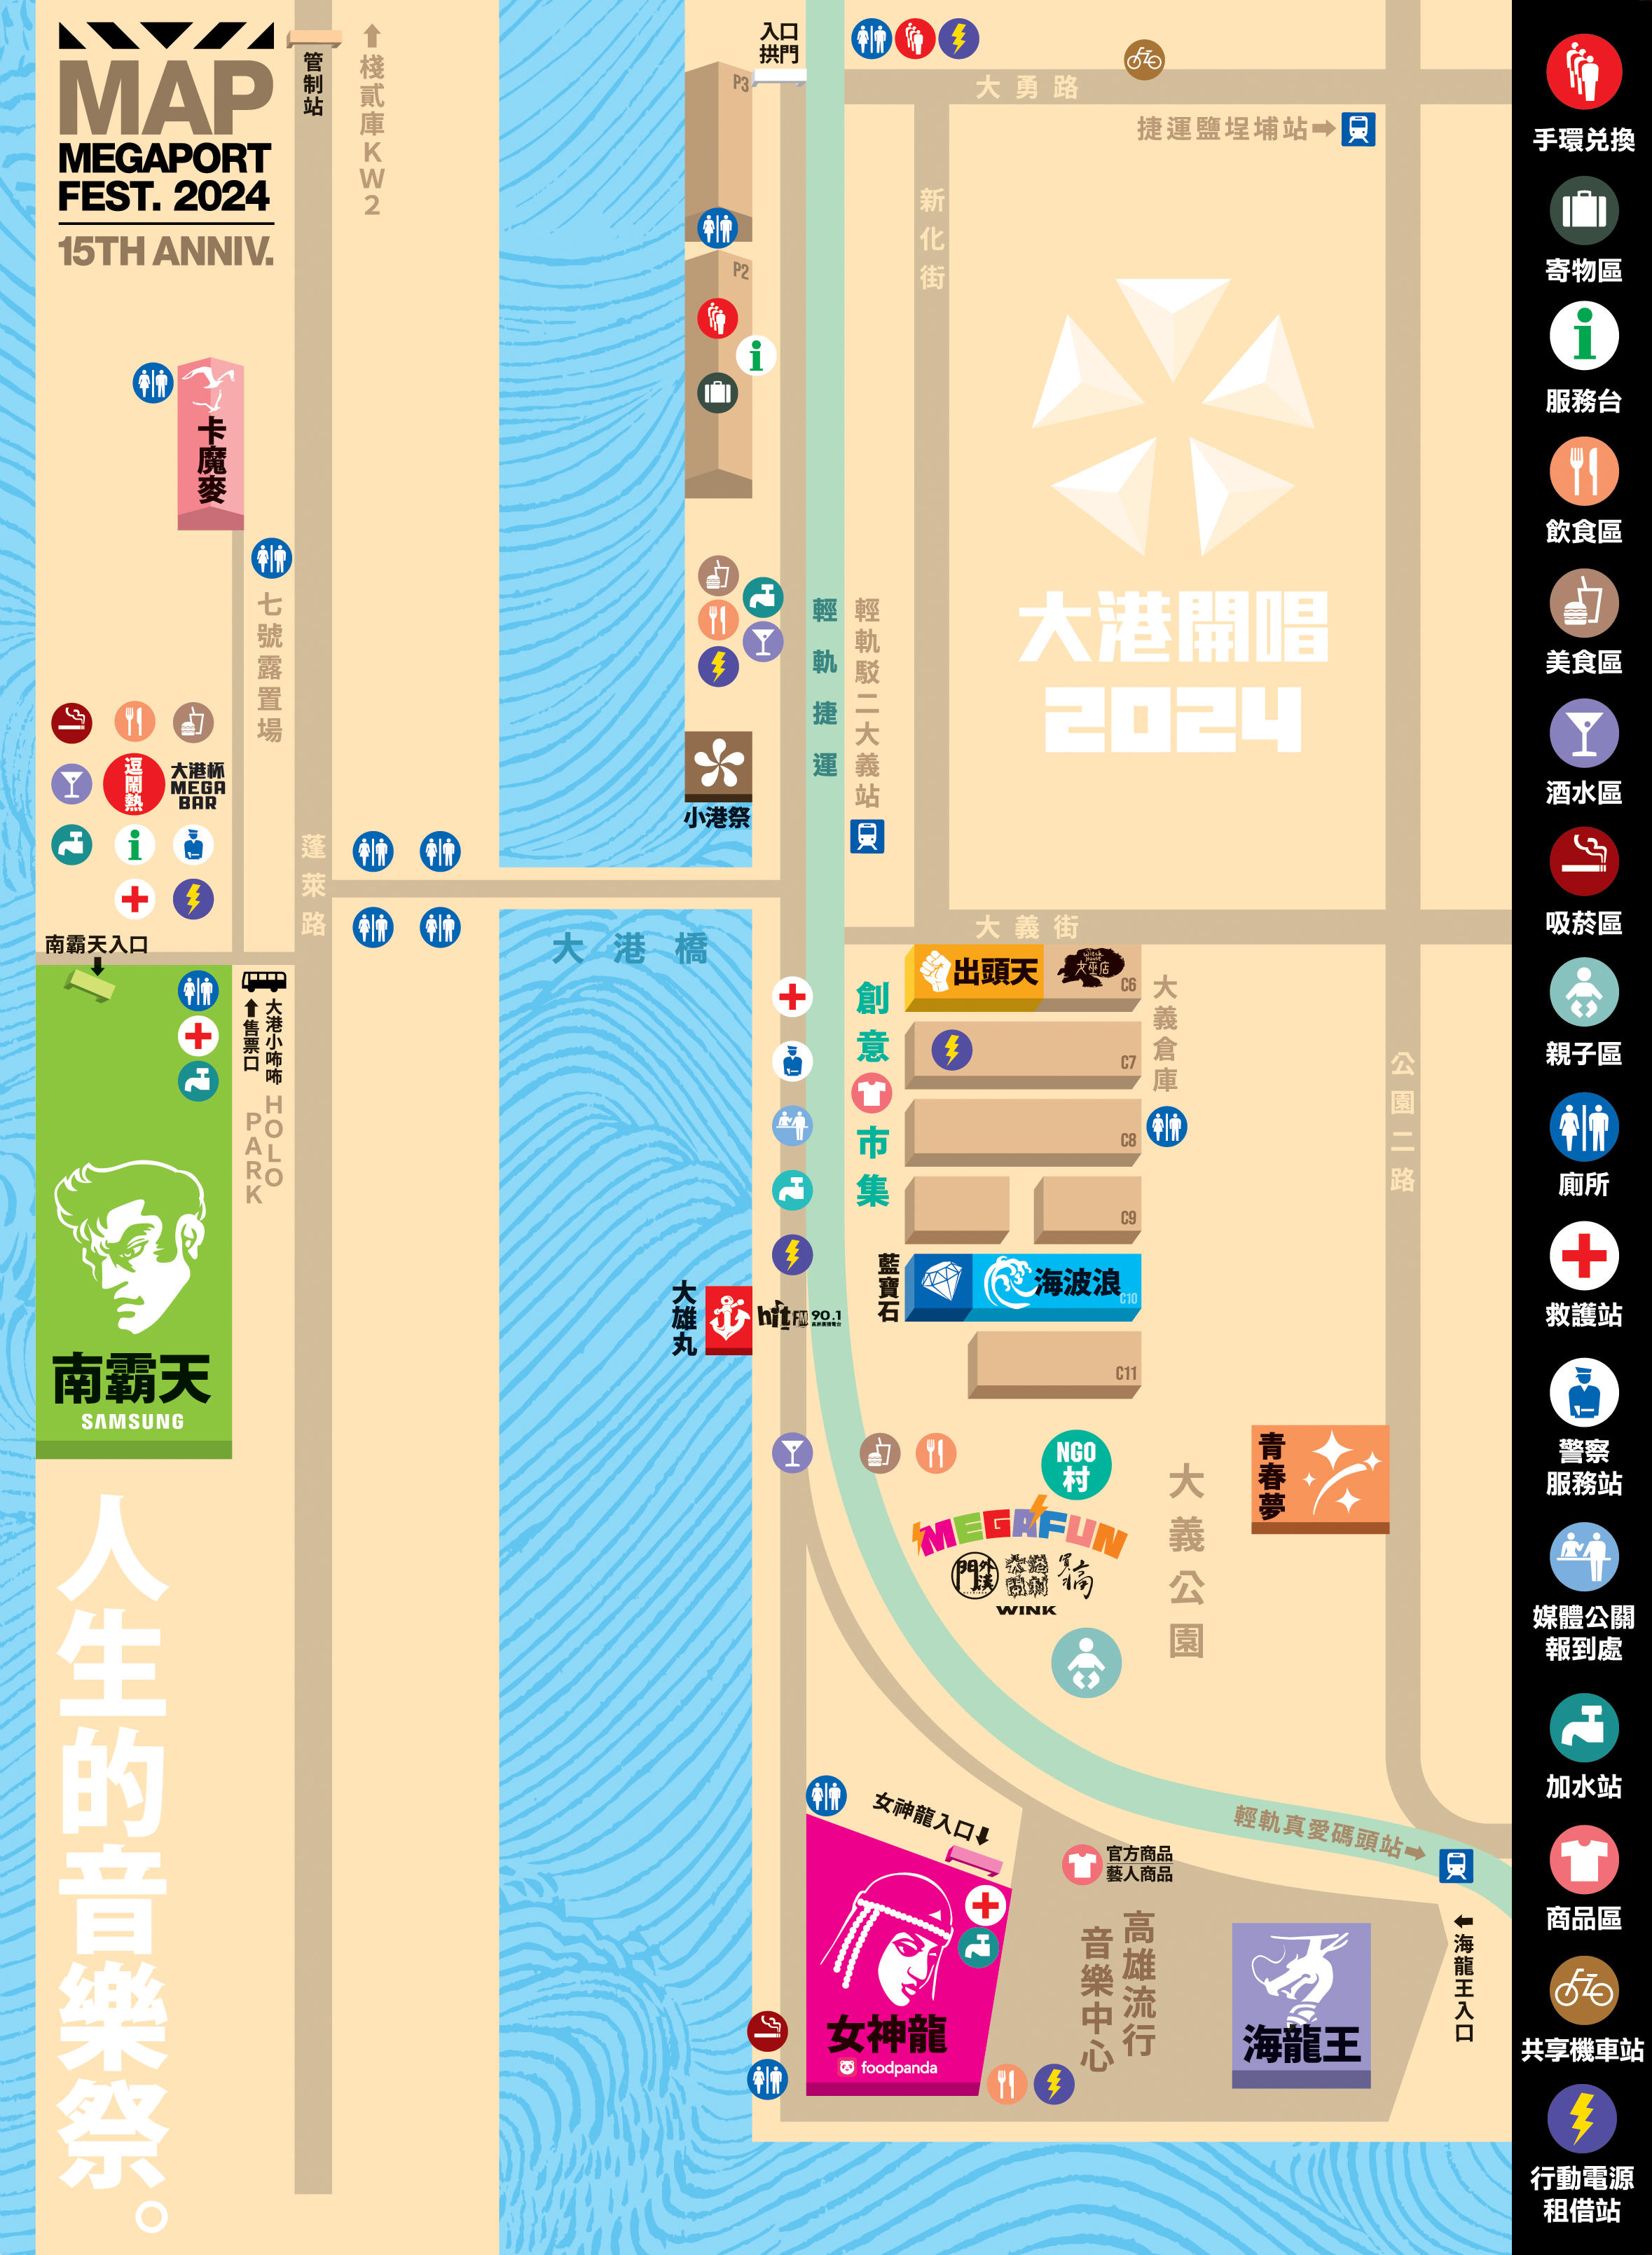 MAP
MEGAPORT
FEST. 2024
15TH ANNIV.
管制站
棧貳庫KW2
入口
拱門
P3
大勇路
捷運鹽埕埔站
新化街
P2
卡魔麥
七號露置場
輕軌捷運
輕軌駁二大義站
大港開唱
2024
小港祭
逗鬧熱
大港杯
MEGA
BAR
蓬萊路
大義街
南霸天入口
大港橋
大港小咘咘
售票口
HOLO
PARK
創意市集
出頭天
女巫店
C6
C7
C8
C9
大義倉庫
公園二路
藍寶石
海波浪
C10
C11
大雄丸
hit FM 90.1
南霸天
SAMSUNG
NGO
村
MEGAFUN
WINK
大義公園
青春夢
人生的音樂祭。
女神龍入口
輕軌真愛碼頭站
官方商品
藝人商品
高雄流行
音樂中心
女神龍
foodpanda
海龍王
海龍王入口
手環兌換
寄物區
服務台
飲食區
美食區
酒水區
吸菸區
親子區
廁所
救護站
警察
服務站
媒體公關
報到處
加水站
商品區
共享機車站
行動電源
租借站